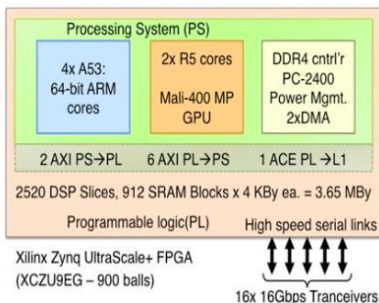 Processing System (PS)
4x A53:
64-bit ARM
cores
2x R5 cores
Mali-400 MP
GPU
DDR4 cntrl'r
PC-2400
Power Mgmt.
2xDMA
2 AXI PS→PL
6 AXI PL→PS
1 ACE PL→L1
2520 DSP Slices, 912 SRAM Blocks x 4 KBy ea. = 3.65 MBy
Programmable logic(PL)
High speed serial links
Xilinx Zynq UltraScale+ FPGA
(XCZU9EG – 900 balls)
16x 16Gbps Tranceivers